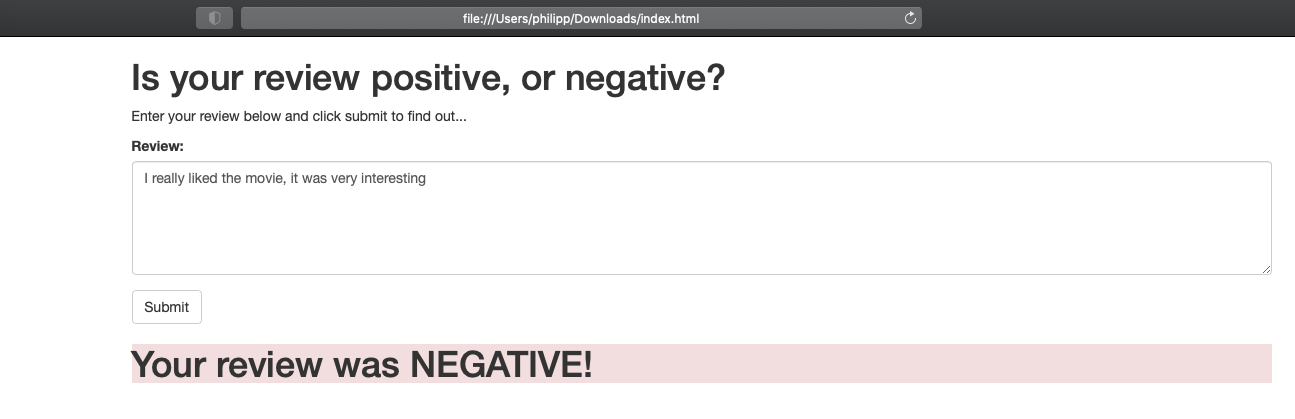 file:///Users/philipp/Downloads/index.html
Is your review positive, or negative?
Enter your review below and click submit to find out...
Review:
I really liked the movie, it was very interesting
Submit
Your review was NEGATIVE!